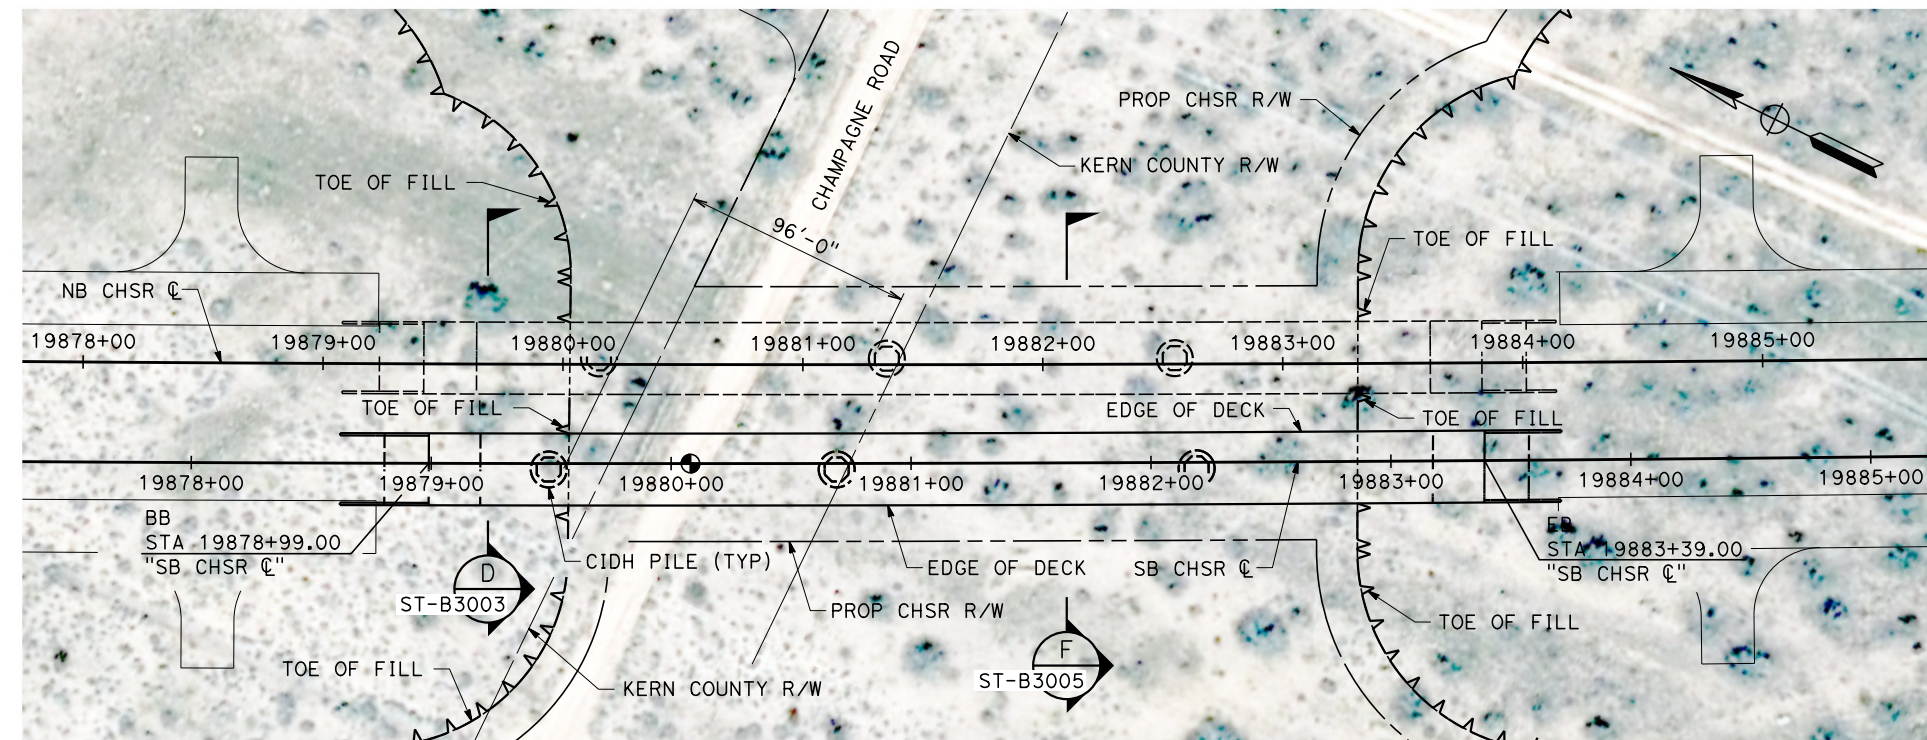 CHAMPAGNE ROAD
PROP CHSR R/W
KERN COUNTY R/W
TOE OF FILL
96'-0"
TOE OF FILL
NB CHSR ℄
19878+00
19879+00
19880+00
19881+00
19882+00
19883+00
19884+00
19885+00
TOE OF FILL
EDGE OF DECK
TOE OF FILL
19878+00
19879+00
19880+00
19881+00
19882+00
19883+00
19884+00
19885+00
BB
STA 19878+99.00
"SB CHSR ℄"
EB
STA 19883+39.00
"SB CHSR ℄"
CIDH PILE (TYP)
EDGE OF DECK
SB CHSR ℄
D
ST-B3003
PROP CHSR R/W
TOE OF FILL
F
ST-B3005
TOE OF FILL
KERN COUNTY R/W